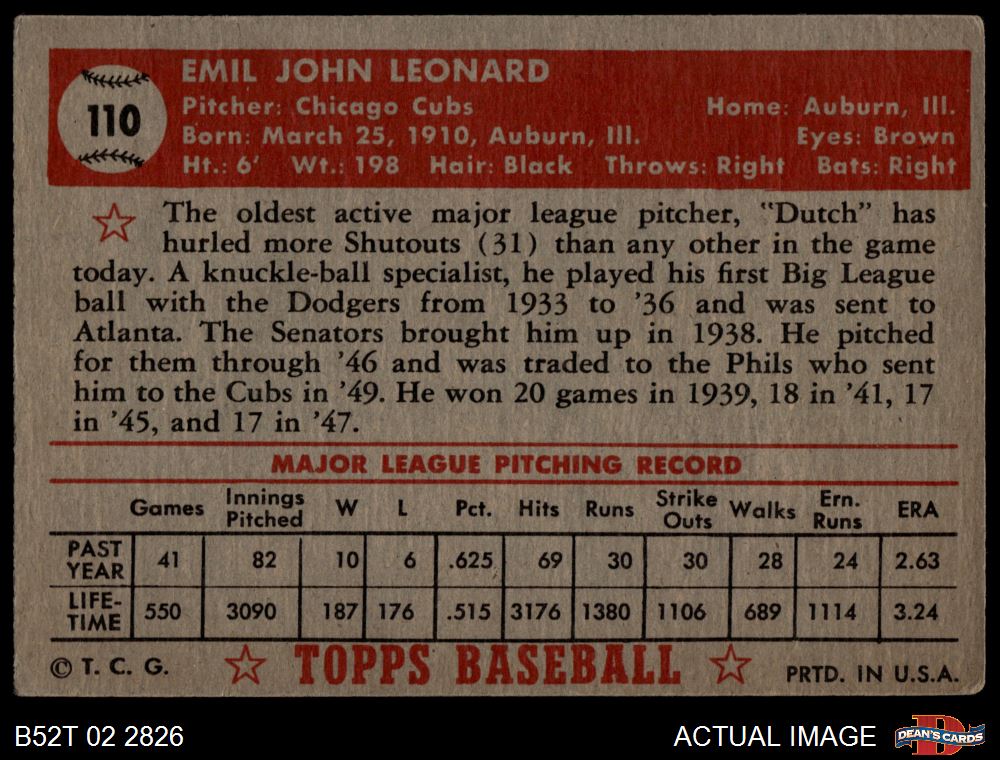 110
EMIL JOHN LEONARD
Pitcher: Chicago Cubs Home: Auburn, Ill.
Born: March 25, 1910, Auburn, Ill. Eyes: Brown
Ht.: 6' Wt.: 198 Hair: Black Throws: Right Bats: Right
The oldest active major league pitcher, "Dutch" has
hurled more Shutouts (31) than any other in the game
today. A knuckle-ball specialist, he played his first Big League
ball with the Dodgers from 1933 to '36 and was sent to
Atlanta. The Senators brought him up in 1938. He pitched
for them through '46 and was traded to the Phils who sent
him to the Cubs in '49. He won 20 games in 1939, 18 in '41, 17
in '45, and 17 in '47.
MAJOR LEAGUE PITCHING RECORD
Games Innings Pitched W L Pct. Hits Runs Strike Outs Walks Ern. Runs ERA
PAST YEAR 41 82 10 6 .625 69 30 30 28 24 2.63
LIFE-TIME 550 3090 187 176 .515 3176 1380 1106 689 1114 3.24
© T. C. G. TOPPS BASEBALL PRTD. IN U.S.A.
B52T 02 2826 ACTUAL IMAGE DEAN'S CARDS